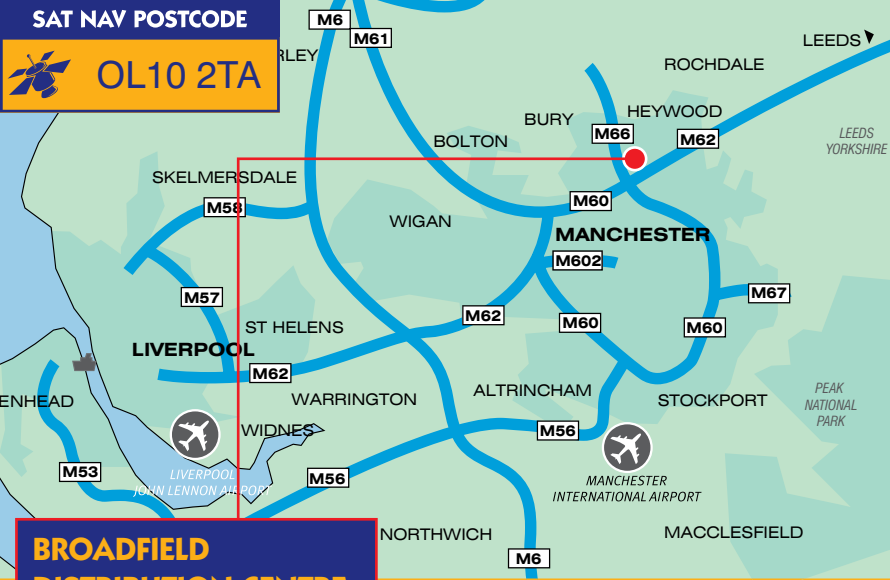 SAT NAV POSTCODE
OL10 2TA
M6
M61
LEEDS
RLEY
ROCHDALE
HEYWOOD
BURY
M66
M62
LEEDS
YORKSHIRE
BOLTON
SKELMERSDALE
M58
M60
WIGAN
MANCHESTER
M602
M57
M67
M62
M60
M60
ST HELENS
LIVERPOOL
M62
ENHEAD
WARRINGTON
ALTRINCHAM
STOCKPORT
PEAK
NATIONAL
PARK
WIDNES
M56
M53
LIVERPOOL
JOHN LENNON AIRPORT
M56
MANCHESTER
INTERNATIONAL AIRPORT
NORTHWICH
MACCLESFIELD
M6
BROADFIELD
DISTRIBUTION CENTRE